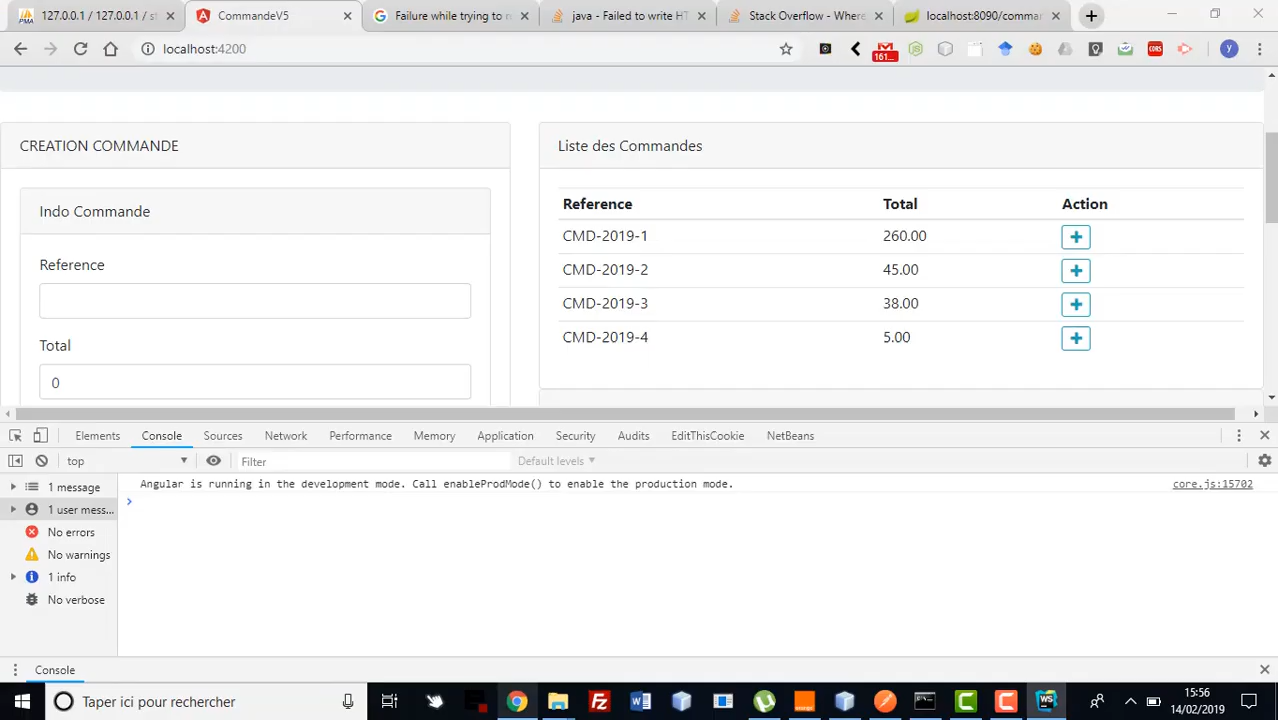 127.0.0.1 / 127.0.0.1 / st
CommandeV5
Failure while trying to r
java - Failed to write HT
Stack Overflow - Where
localhost:8090/comma
localhost:4200
161...
CORS
y
CREATION COMMANDE
Liste des Commandes
Indo Commande
Reference Total Action
Reference
CMD-2019-1 260.00
CMD-2019-2 45.00
CMD-2019-3 38.00
Total
CMD-2019-4 5.00
0
Elements Console Sources Network Performance Memory Application Security Audits EditThisCookie NetBeans
top Filter Default levels
1 message
Angular is running in the development mode. Call enableProdMode() to enable the production mode. core.js:15702
1 user mess...
No errors
No warnings
1 info
No verbose
Console
Taper ici pour rechercher
15:56
14/02/2019